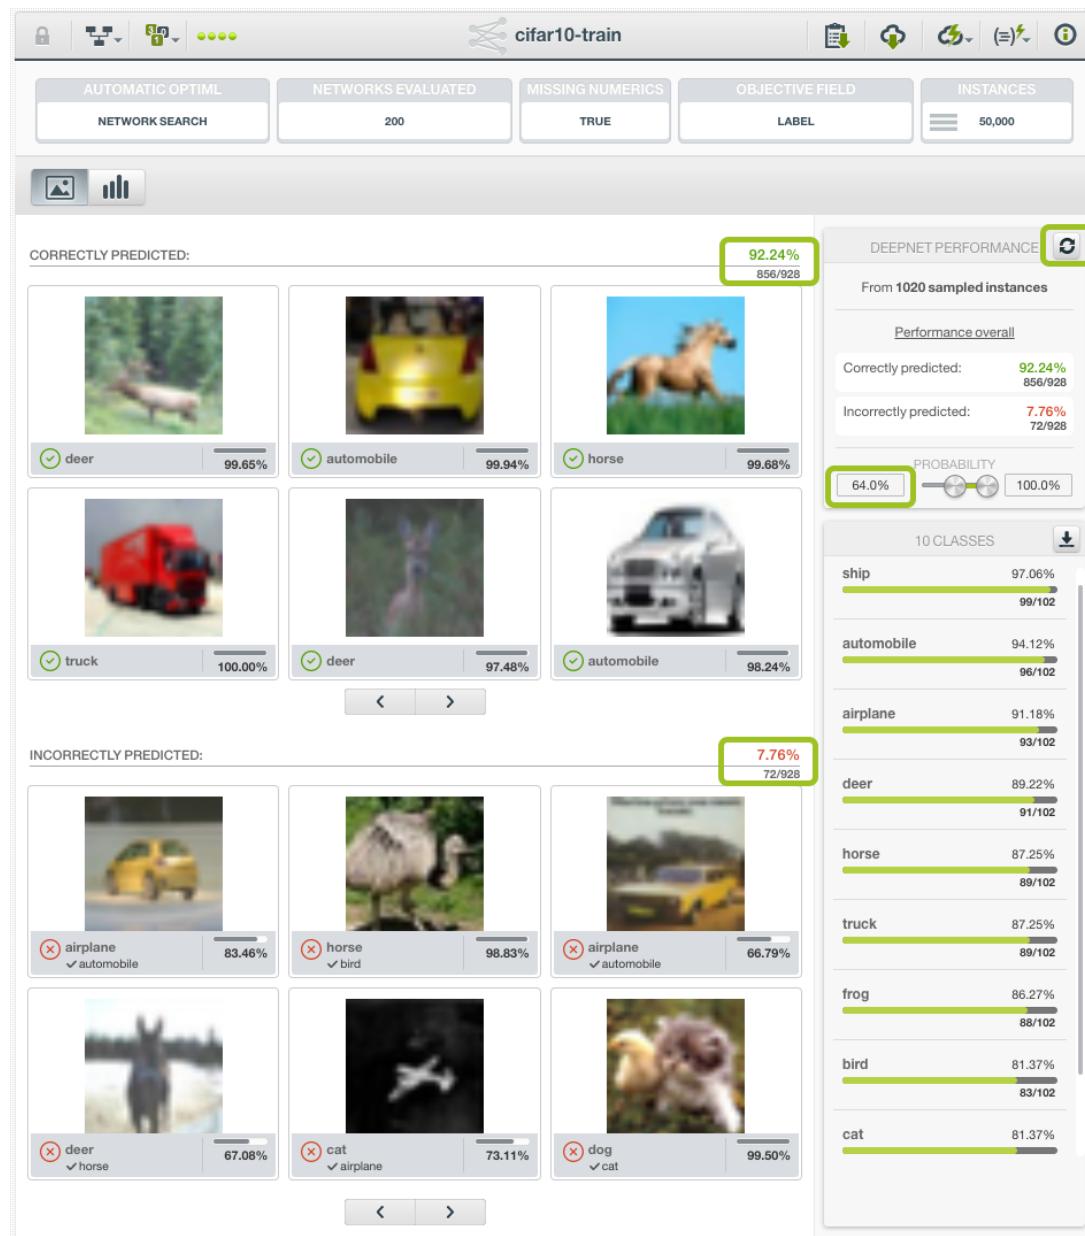 cifar10-train
AUTOMATIC OPTIML
NETWORK SEARCH
NETWORKS EVALUATED
200
MISSING NUMERICS
TRUE
OBJECTIVE FIELD
LABEL
INSTANCES
50,000
CORRECTLY PREDICTED:
92.24%
856/928
deer
99.65%
automobile
99.94%
horse
99.68%
truck
100.00%
deer
97.48%
automobile
98.24%
INCORRECTLY PREDICTED:
7.76%
72/928
airplane
✓ automobile
83.46%
horse
✓ bird
98.83%
airplane
✓ automobile
66.79%
deer
✓ horse
67.08%
cat
✓ airplane
73.11%
dog
✓ cat
99.50%
DEEPNET PERFORMANCE
From 1020 sampled instances
Performance overall
Correctly predicted: 92.24%
856/928
Incorrectly predicted: 7.76%
72/928
PROBABILITY
64.0% 100.0%
10 CLASSES
ship 97.06%
99/102
automobile 94.12%
96/102
airplane 91.18%
93/102
deer 89.22%
91/102
horse 87.25%
89/102
truck 87.25%
89/102
frog 86.27%
88/102
bird 81.37%
83/102
cat 81.37%